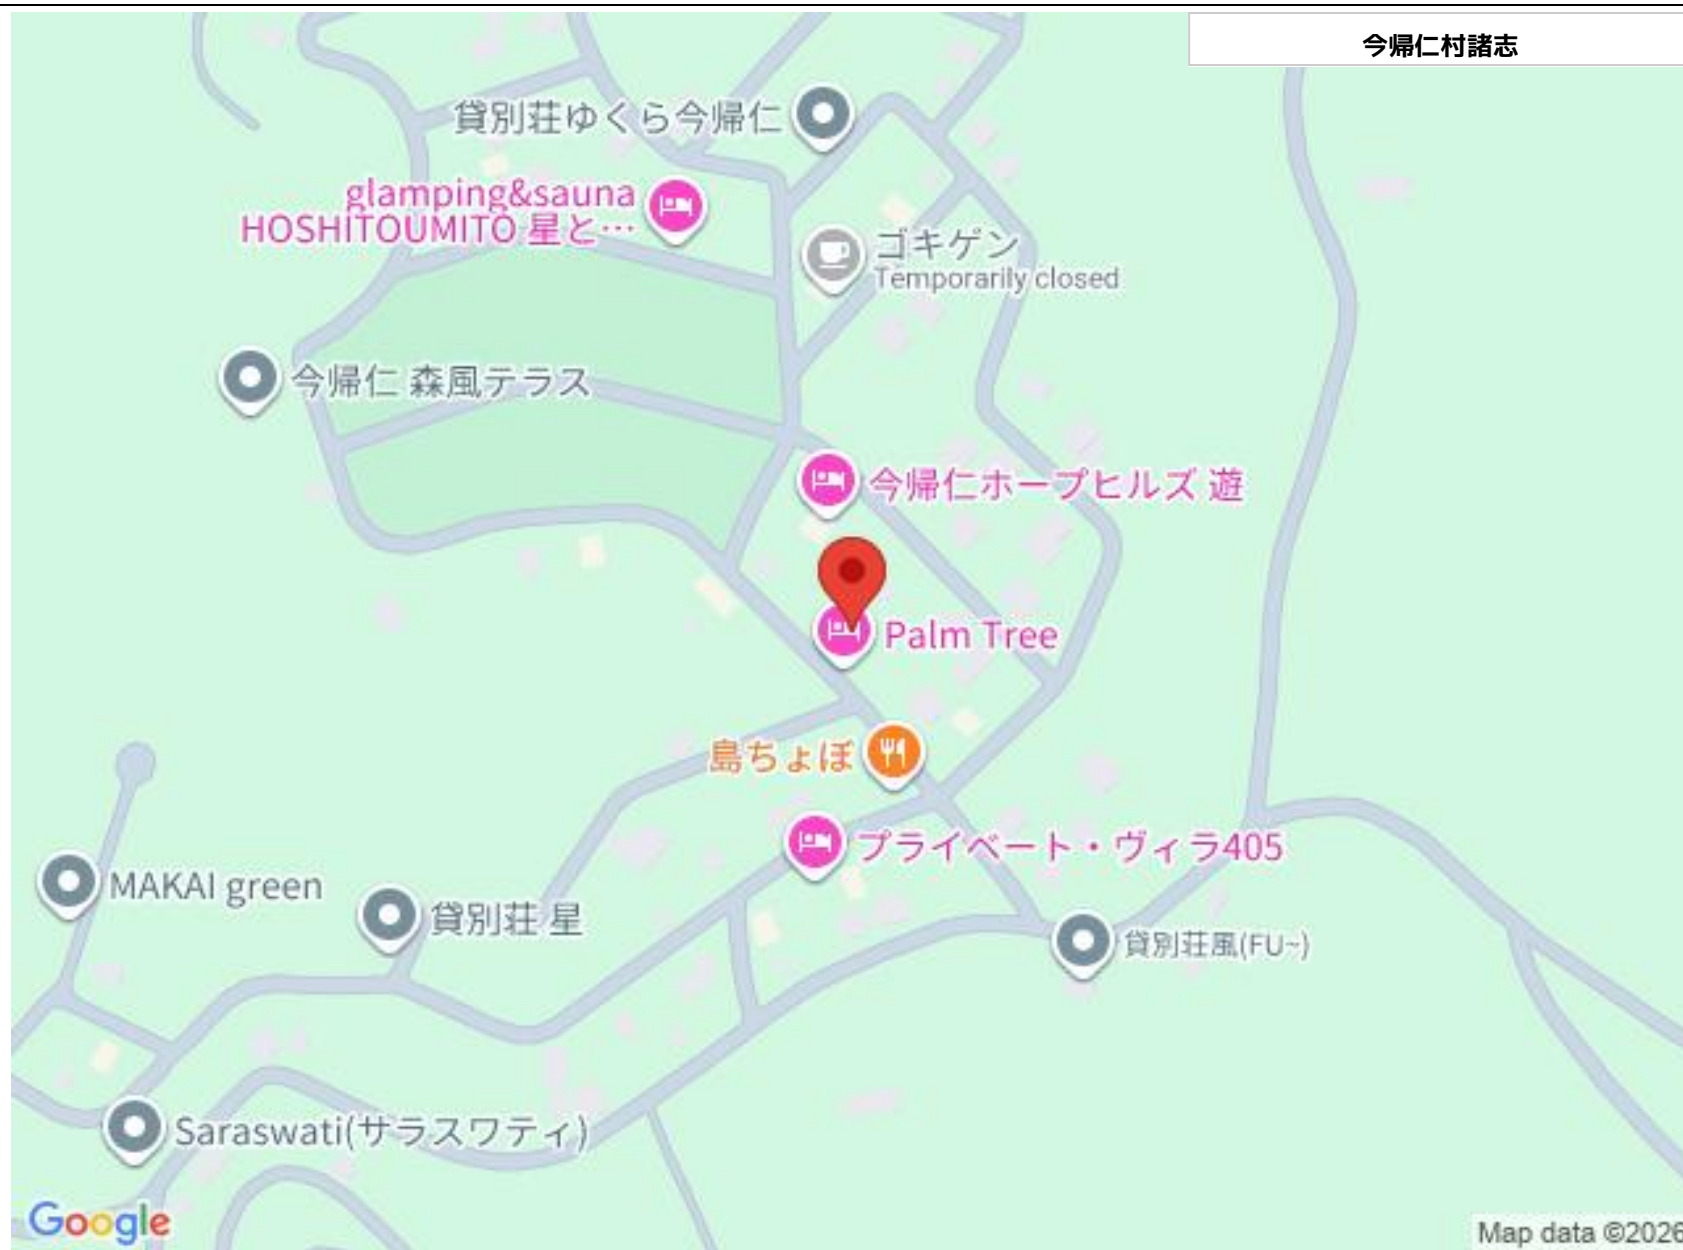 今帰仁村諸志
貸別荘ゆくら今帰仁
glamping&sauna
HOSHITOUMITO 星と…
ゴキゲン
Temporarily closed
今帰仁 森風テラス
今帰仁ホープヒルズ 遊
Palm Tree
島ちょぼ
プライベート・ヴィラ405
MAKAI green
貸別荘 星
貸別荘風(FU~)
Saraswati(サラスワティ)
Google
Map data ©2026